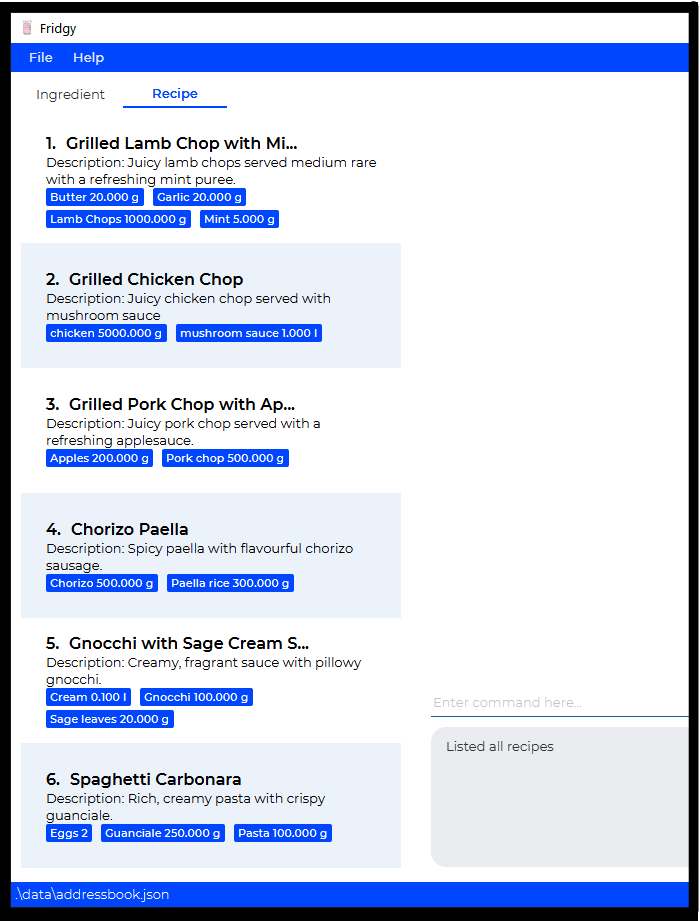 Fridgy
File Help
Ingredient Recipe
1. Grilled Lamb Chop with Mi...
Description: Juicy lamb chops served medium rare
with a refreshing mint puree.
Butter 20.000 g Garlic 20.000 g
Lamb Chops 1000.000 g Mint 5.000 g
2. Grilled Chicken Chop
Description: Juicy chicken chop served with
mushroom sauce
chicken 5000.000 g mushroom sauce 1.000 l
3. Grilled Pork Chop with Ap...
Description: Juicy pork chop served with a
refreshing applesauce.
Apples 200.000 g Pork chop 500.000 g
4. Chorizo Paella
Description: Spicy paella with flavourful chorizo
sausage.
Chorizo 500.000 g Paella rice 300.000 g
5. Gnocchi with Sage Cream S...
Description: Creamy, fragrant sauce with pillowy
gnocchi.
Cream 0.100 l Gnocchi 100.000 g
Sage leaves 20.000 g
6. Spaghetti Carbonara
Description: Rich, creamy pasta with crispy
guanciale.
Eggs 2 Guanciale 250.000 g Pasta 100.000 g
Enter command here...
Listed all recipes
.\data\addressbook.json